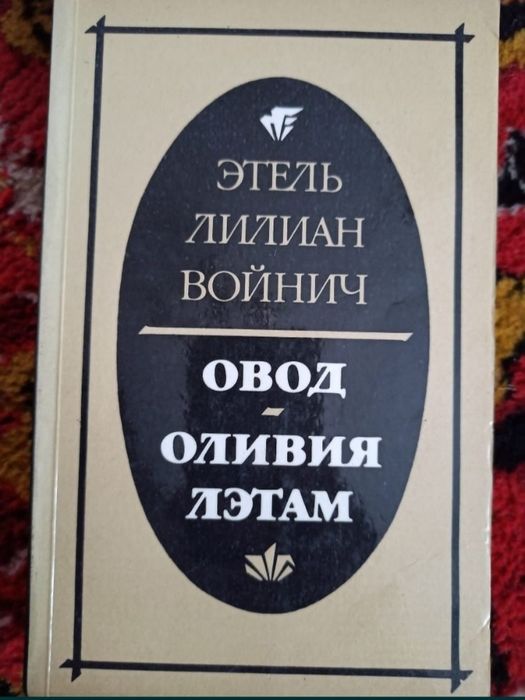 ЭТЕЛЬ
ЛИЛИАН
ВОЙНИЧ
ОВОД
-
ОЛИВИЯ
ЛЭТАМ